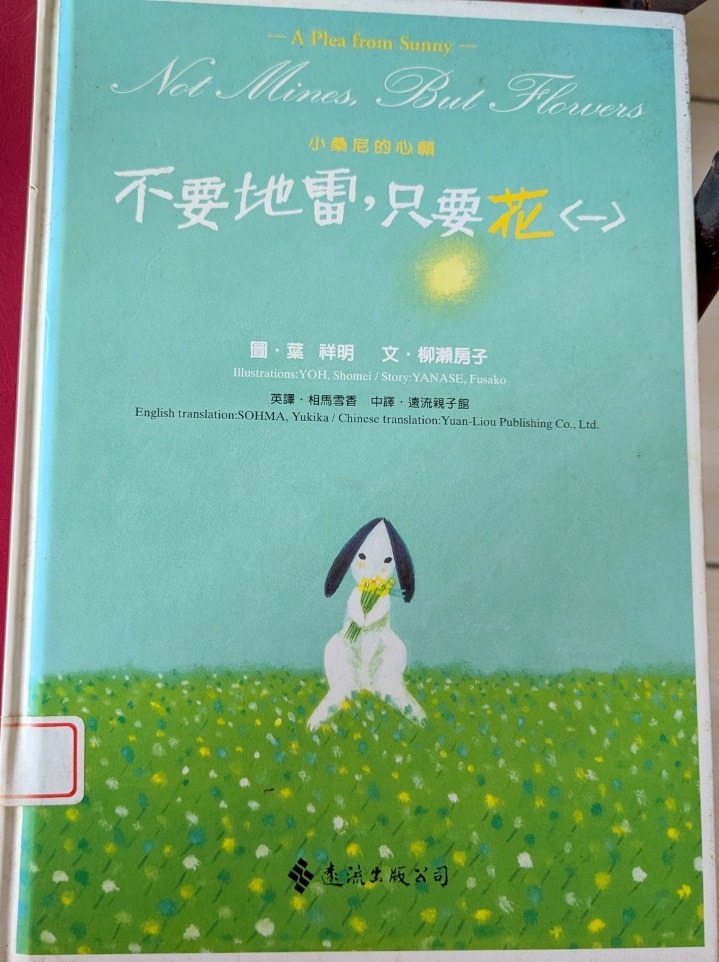 — A Plea from Sunny —
Not Mines, But Flowers
小桑尼的心願
不要地雷，只要花〈一〉
圖・葉 祥明 文・柳瀨房子
Illustrations:YOH, Shomei / Story:YANASE, Fusako
英譯・相馬雪香 中譯・遠流親子館
English translation:SOHMA, Yukika / Chinese translation:Yuan-Liou Publishing Co., Ltd.
遠流出版公司